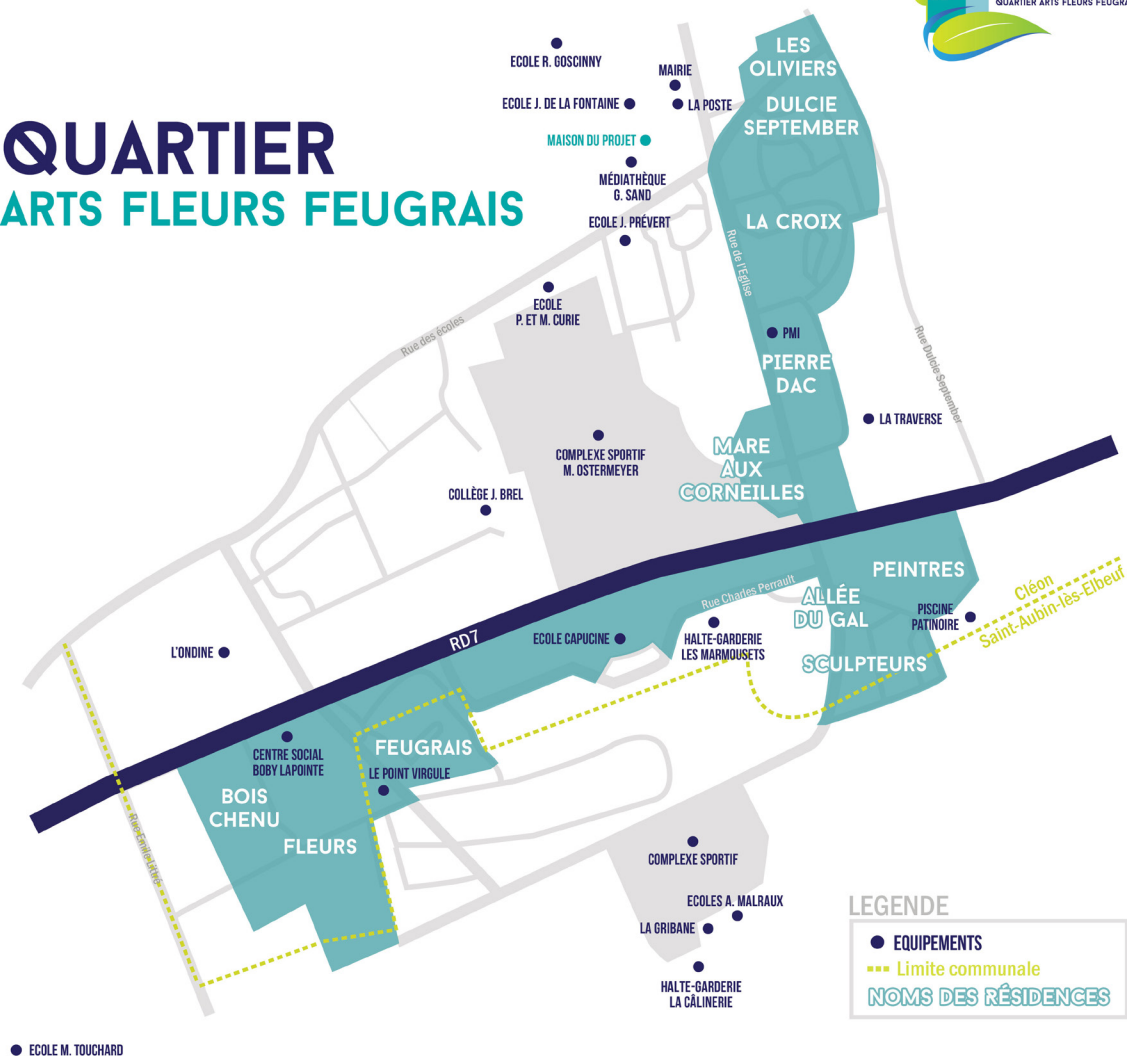 QUARTIER ARTS FLEURS FEUGRAIS
QUARTIER
ARTS FLEURS FEUGRAIS
ECOLE R. GOSCINNY
MAIRIE
ECOLE J. DE LA FONTAINE
LA POSTE
MAISON DU PROJET
MÉDIATHÈQUE
G. SAND
ECOLE J. PRÉVERT
LES
OLIVIERS
DULCIE
SEPTEMBER
LA CROIX
Rue de l'Eglise
ECOLE
P. ET M. CURIE
Rue des écoles
PMI
PIERRE
DAC
Rue Dulcie September
LA TRAVERSE
COMPLEXE SPORTIF
M. OSTERMEYER
MARE
AUX
CORNEILLES
COLLÈGE J. BREL
PEINTRES
Rue Charles Perrault
ALLÉE
DU GAL
Cléon
Saint-Aubin-lès-Elbeuf
PISCINE
PATINOIRE
L'ONDINE
RD7
ECOLE CAPUCINE
HALTE-GARDERIE
LES MARMOUSETS
SCULPTEURS
CENTRE SOCIAL
BOBY LAPOINTE
FEUGRAIS
LE POINT VIRGULE
BOIS
CHENU
FLEURS
Rue Emile Littré
COMPLEXE SPORTIF
ECOLES A. MALRAUX
LA GRIBANE
HALTE-GARDERIE
LA CÂLINERIE
LEGENDE
EQUIPEMENTS
Limite communale
NOMS DES RÉSIDENCES
ECOLE M. TOUCHARD